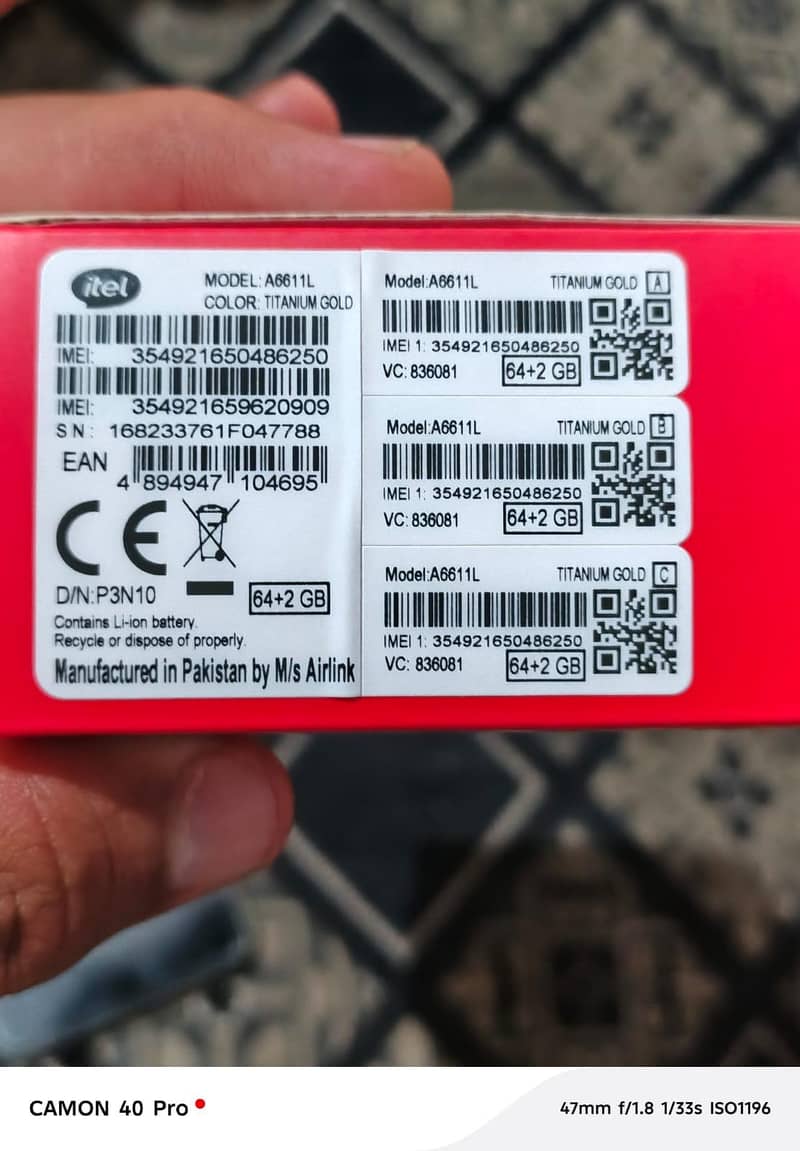 itel
MODEL: A6611L
COLOR: TITANIUM GOLD
IMEI: 354921650486250
IMEI: 354921659620909
SN: 168233761F047788
EAN
4 894947 104695
CE
D/N:P3N10
64+2 GB
Contains Li-ion battery.
Recycle or dispose of properly.
Manufactured in Pakistan by M/s Airlink
Model:A6611L TITANIUM GOLD A
IMEI 1: 354921650486250
VC: 836081 64+2 GB
Model:A6611L TITANIUM GOLD B
IMEI 1: 354921650486250
VC: 836081 64+2 GB
Model:A6611L TITANIUM GOLD C
IMEI 1: 354921650486250
VC: 836081 64+2 GB
CAMON 40 Pro
47mm f/1.8 1/33s ISO1196